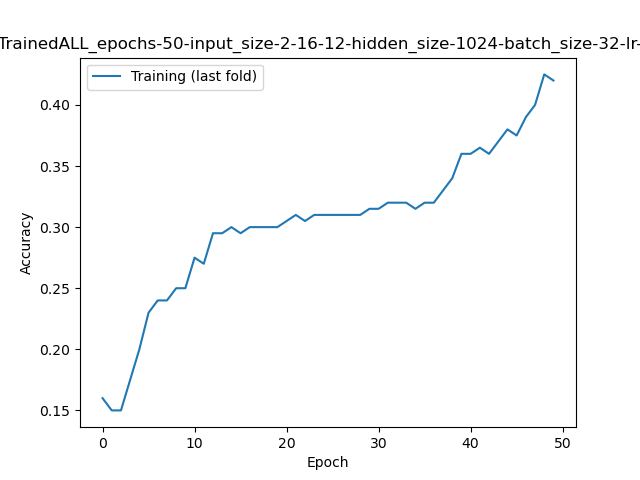 TrainedALL_epochs-50-input_size-2-16-12-hidden_size-1024-batch_size-32-lr-
Training (last fold)
0.40
0.35
0.30
0.25
0.20
0.15
Accuracy
0 10 20 30 40 50
Epoch